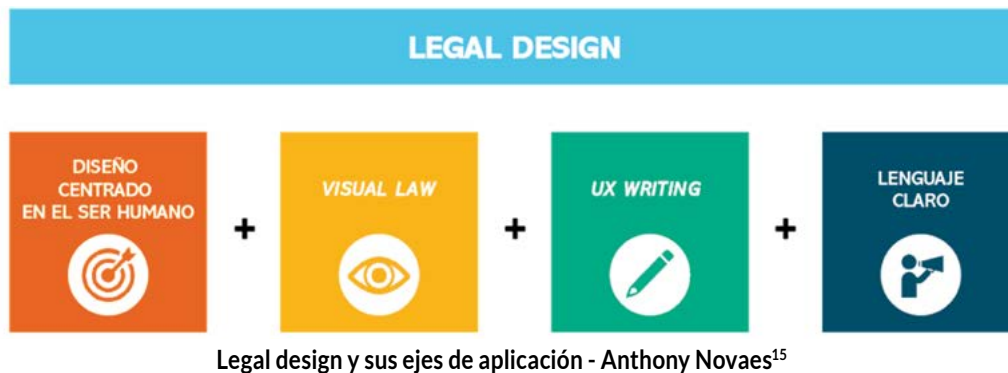 LEGAL DESIGN
DISEÑO
CENTRADO
EN EL SER HUMANO
+
VISUAL LAW
+
UX WRITING
+
LENGUAJE
CLARO
Legal design y sus ejes de aplicación - Anthony Novaes¹⁵